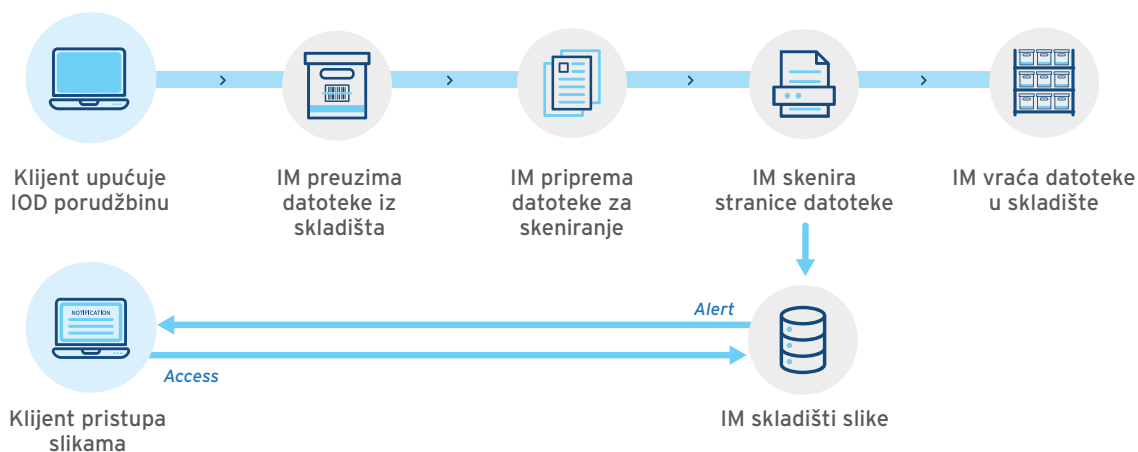 Klijent upućuje
IOD porudžbinu
IM preuzima
datoteke iz
skladišta
IM priprema
datoteke za
skeniranje
IM skenira
stranice datoteke
IM vraća datoteke
u skladište
NOTIFICATION
Alert
Access
Klijent pristupa
slikama
IM skladišti slike